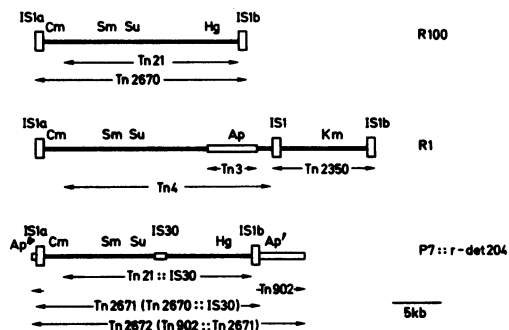 IS1a IS1b
Cm Sm Su Hg R100
Tn21
Tn2670
IS1a IS1 IS1b
Cm Sm Su Ap Km R1
Tn3 Tn2350
Tn4
IS1a IS30 IS1b
Cm Sm Su Hg Ap' P7::r-det204
Tn21::IS30
Tn902
Tn2671 (Tn2670::IS30)
Tn2672 (Tn902::Tn2671)
5kb